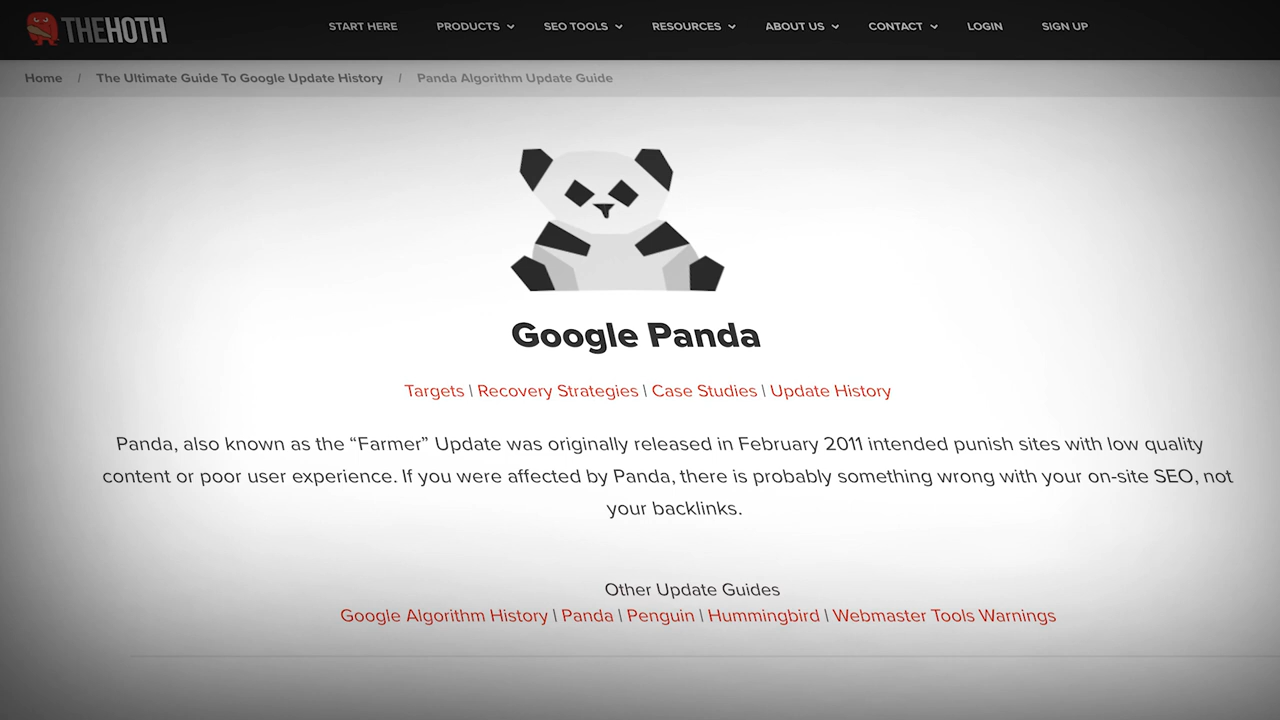 THEHOTH START HERE PRODUCTS SEO TOOLS RESOURCES ABOUT US CONTACT LOGIN SIGN UP
Home / The Ultimate Guide To Google Update History / Panda Algorithm Update Guide
Google Panda
Targets | Recovery Strategies | Case Studies | Update History
Panda, also known as the “Farmer” Update was originally released in February 2011 intended punish sites with low quality
content or poor user experience. If you were affected by Panda, there is probably something wrong with your on-site SEO, not
your backlinks.
Other Update Guides
Google Algorithm History | Panda | Penguin | Hummingbird | Webmaster Tools Warnings